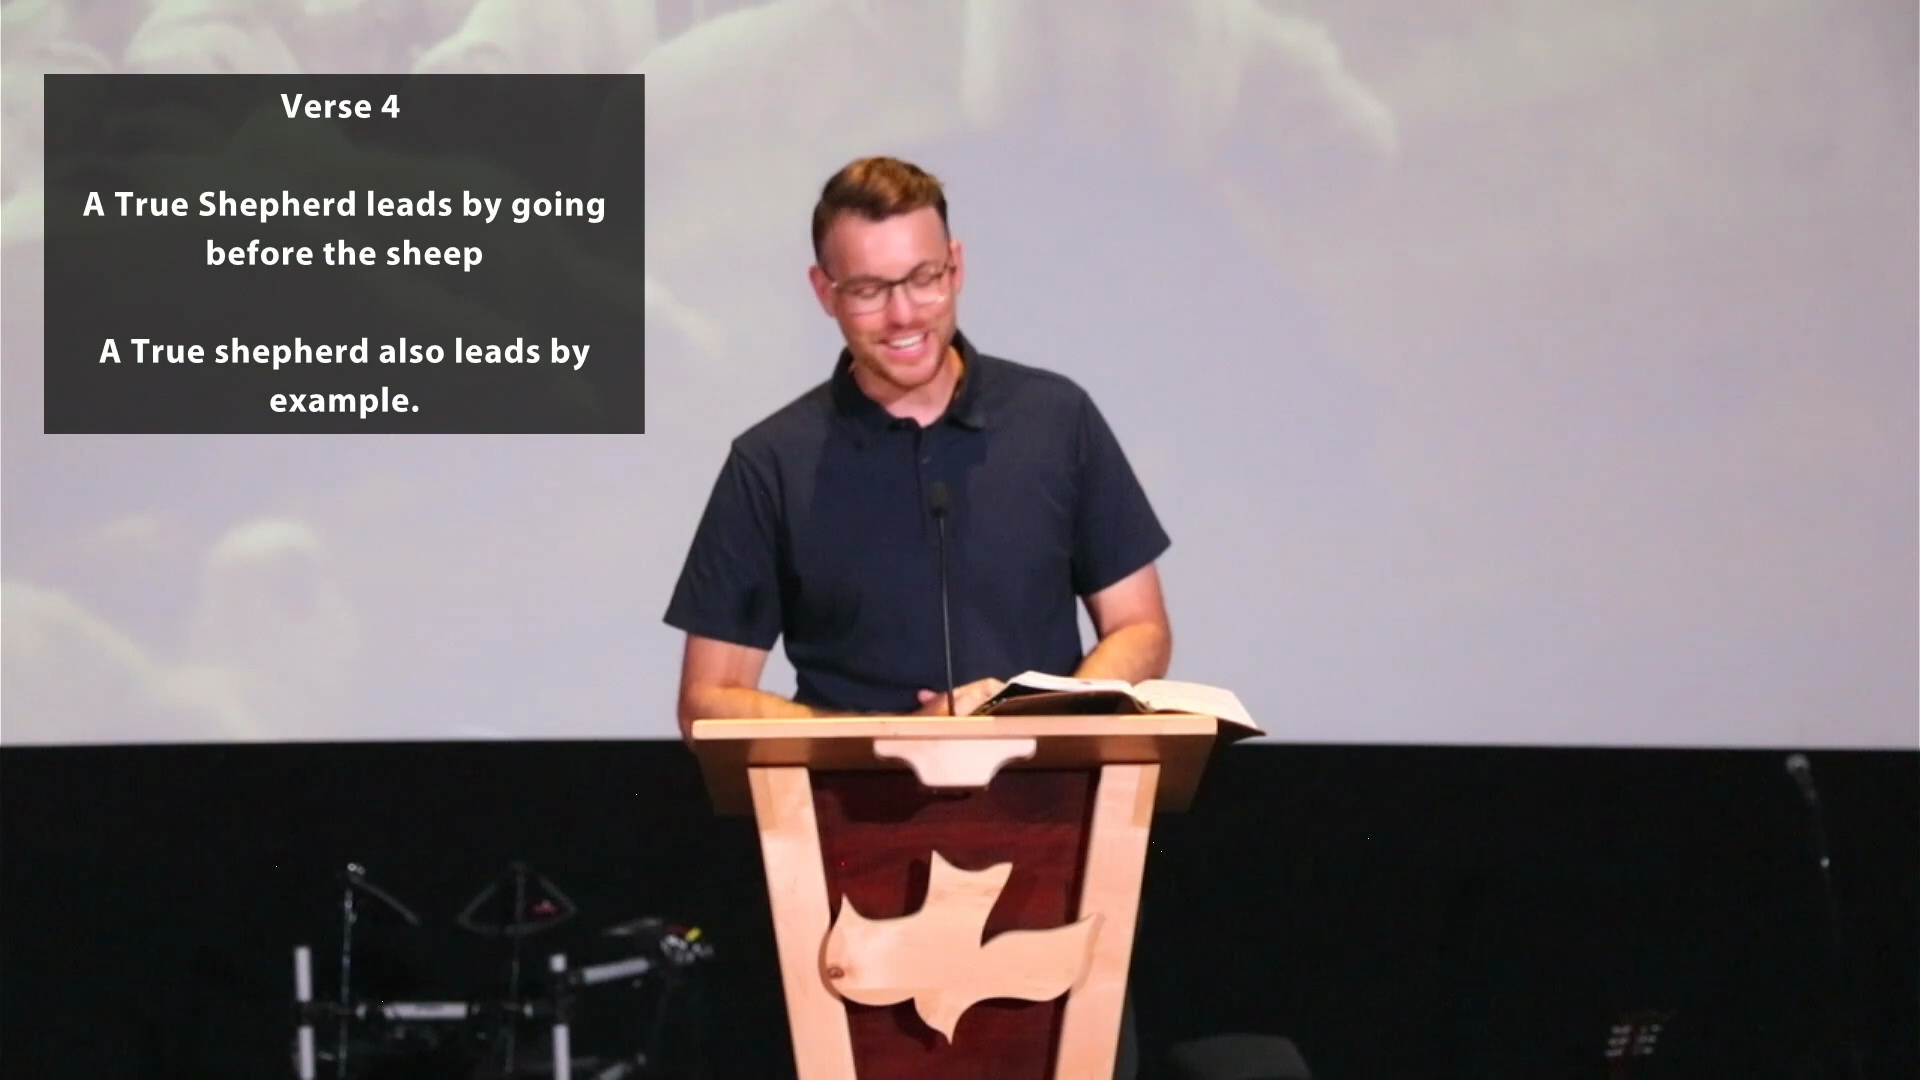 Verse 4
A True Shepherd leads by going
before the sheep
A True shepherd also leads by
example.